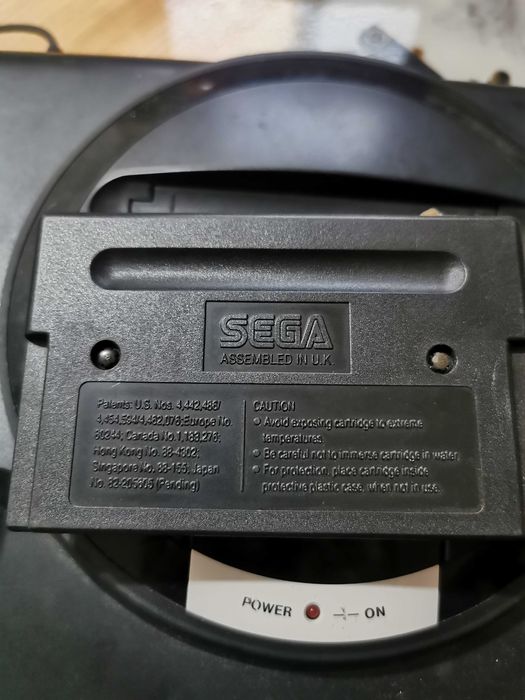 SEGA
ASSEMBLED IN U.K.
Patents: U.S. Nos. 4,442,486/
4,454,594/4,462,076; Europe No.
80244; Canada No. 1,183,276;
Hong Kong No. 88-4302;
Singapore No. 88-155; Japan
No. 82-205605 (Pending)
CAUTION
Avoid exposing cartridge to extreme
temperatures.
Be careful not to immerse cartridge in water
For protection, place cartridge inside
protective plastic case, when not in use.
POWER ON